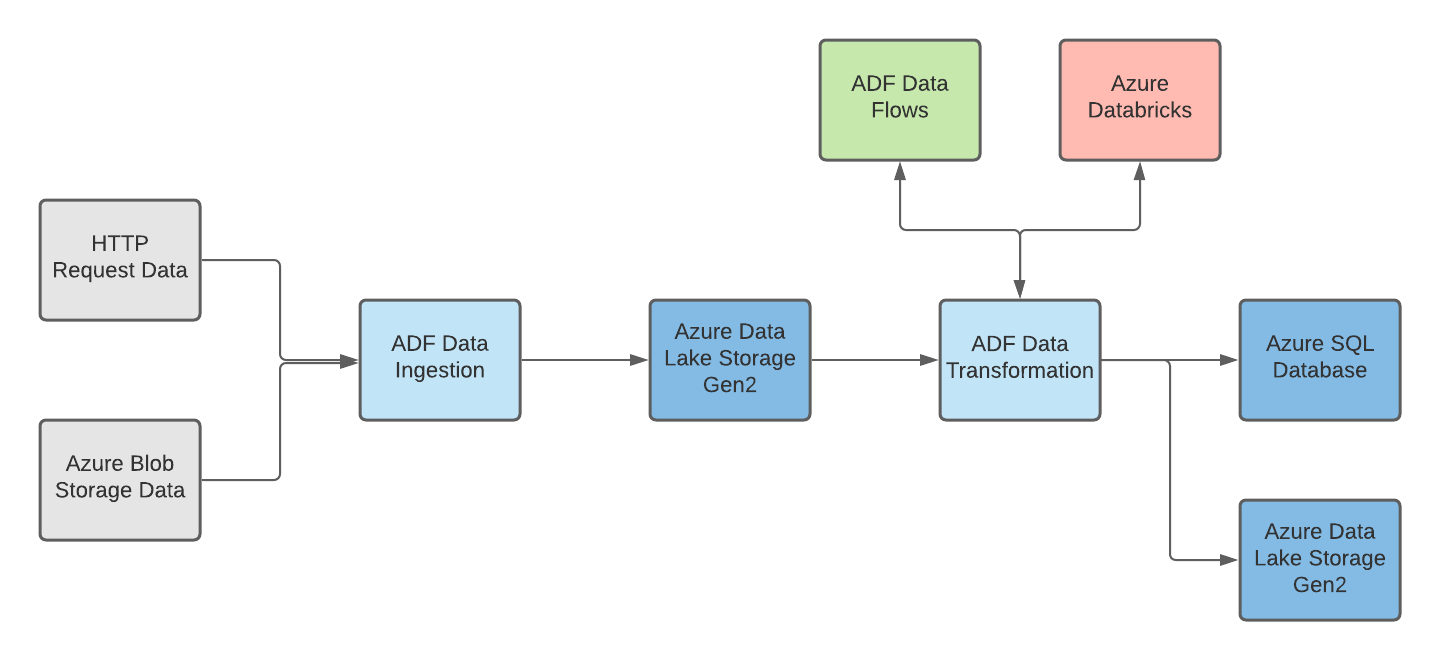 ADF Data
Flows
Azure
Databricks
HTTP
Request Data
ADF Data
Ingestion
Azure Data
Lake Storage
Gen2
ADF Data
Transformation
Azure SQL
Database
Azure Blob
Storage Data
Azure Data
Lake Storage
Gen2